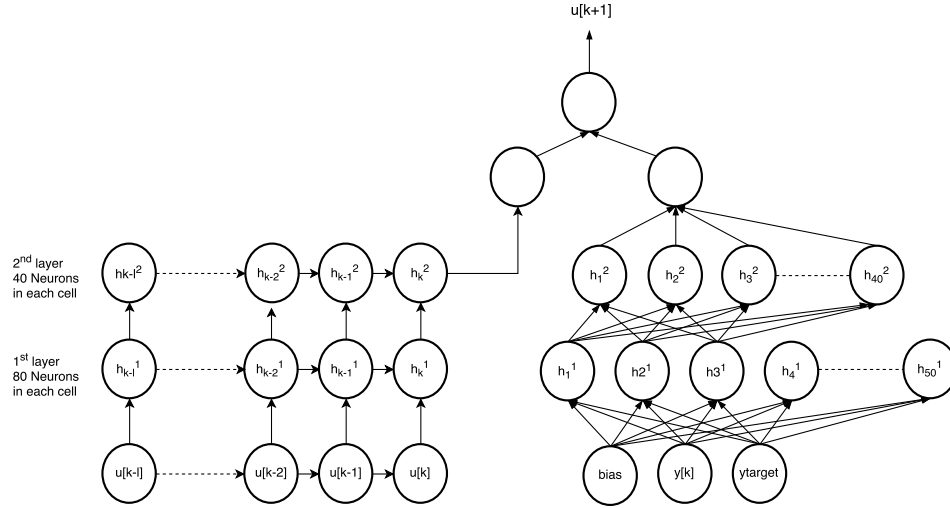 u[k+1]
2nd layer
40 Neurons
in each cell
hk-l2 hk-22 hk-12 hk2 h12 h22 h32 h402
1st layer
80 Neurons
in each cell
hk-l1 hk-21 hk-11 hk1 h11 h21 h31 h41 h501
u[k-l] u[k-2] u[k-1] u[k] bias y[k] ytarget